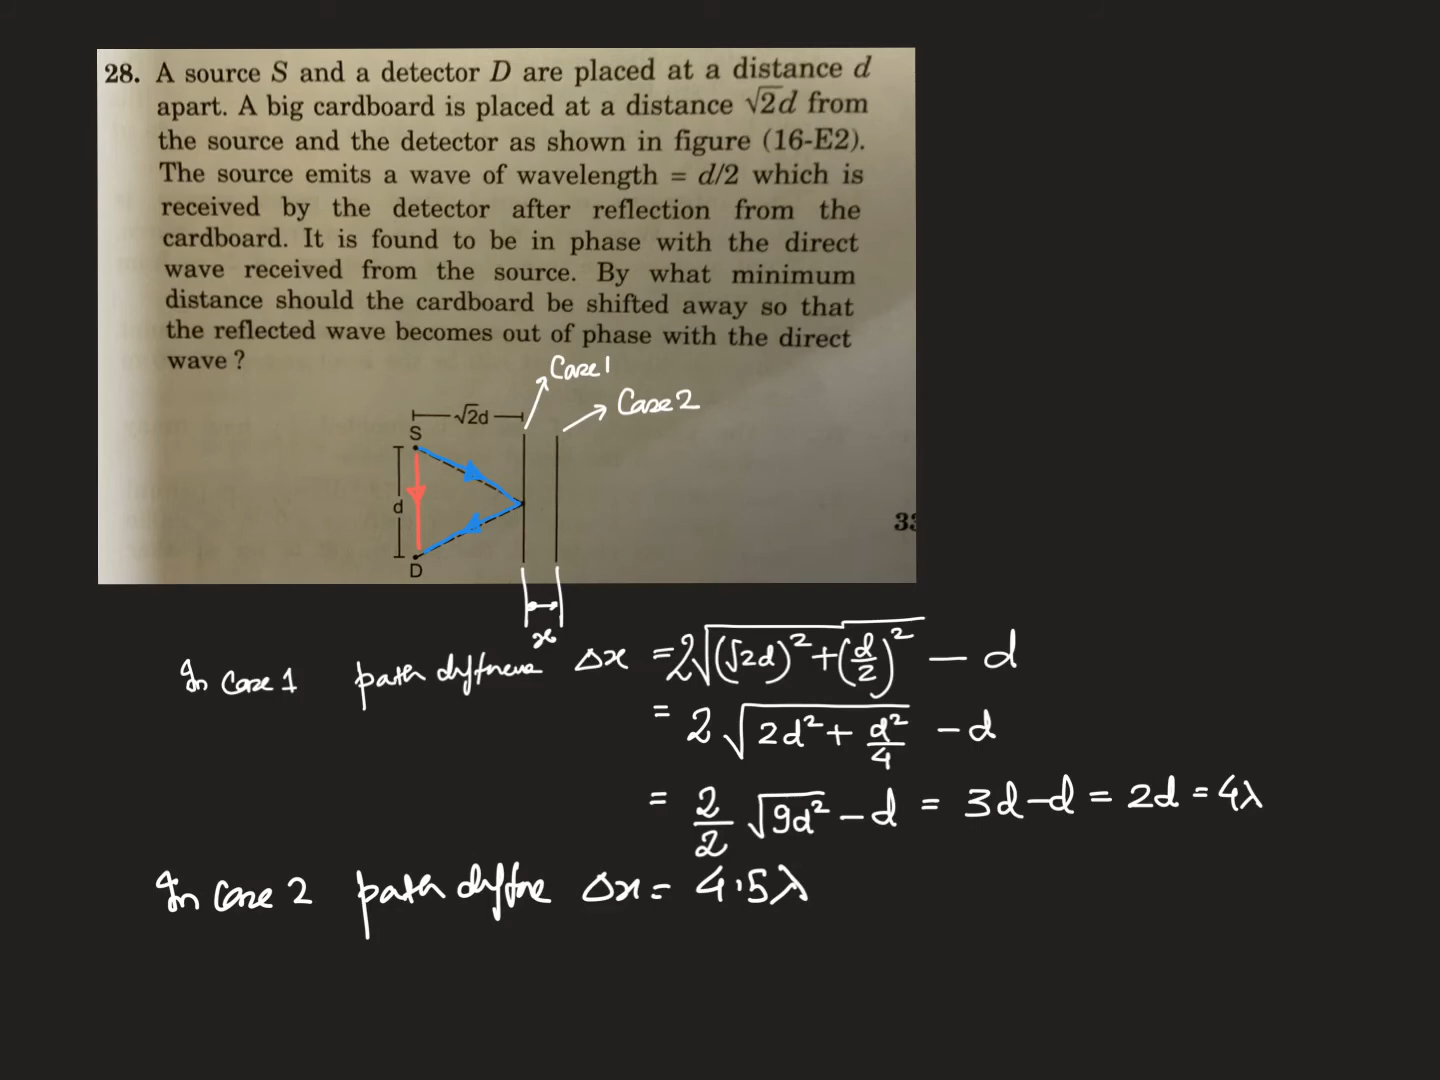 28. A source S and a detector D are placed at a distance d
apart. A big cardboard is placed at a distance √2d from
the source and the detector as shown in figure (16-E2).
The source emits a wave of wavelength = d/2 which is
received by the detector after reflection from the
cardboard. It is found to be in phase with the direct
wave received from the source. By what minimum
distance should the cardboard be shifted away so that
the reflected wave becomes out of phase with the direct
wave ?
Case 1
Case 2
√2d
S
d
D
33
x
In Case 1 path Δx = 2√((√2d)² + (d/2)²) – d
= 2√(2d² + d²/4) – d
= 2/2 √9d² – d = 3d – d = 2d = 4λ
In Case 2 path Δx = 4.5λ